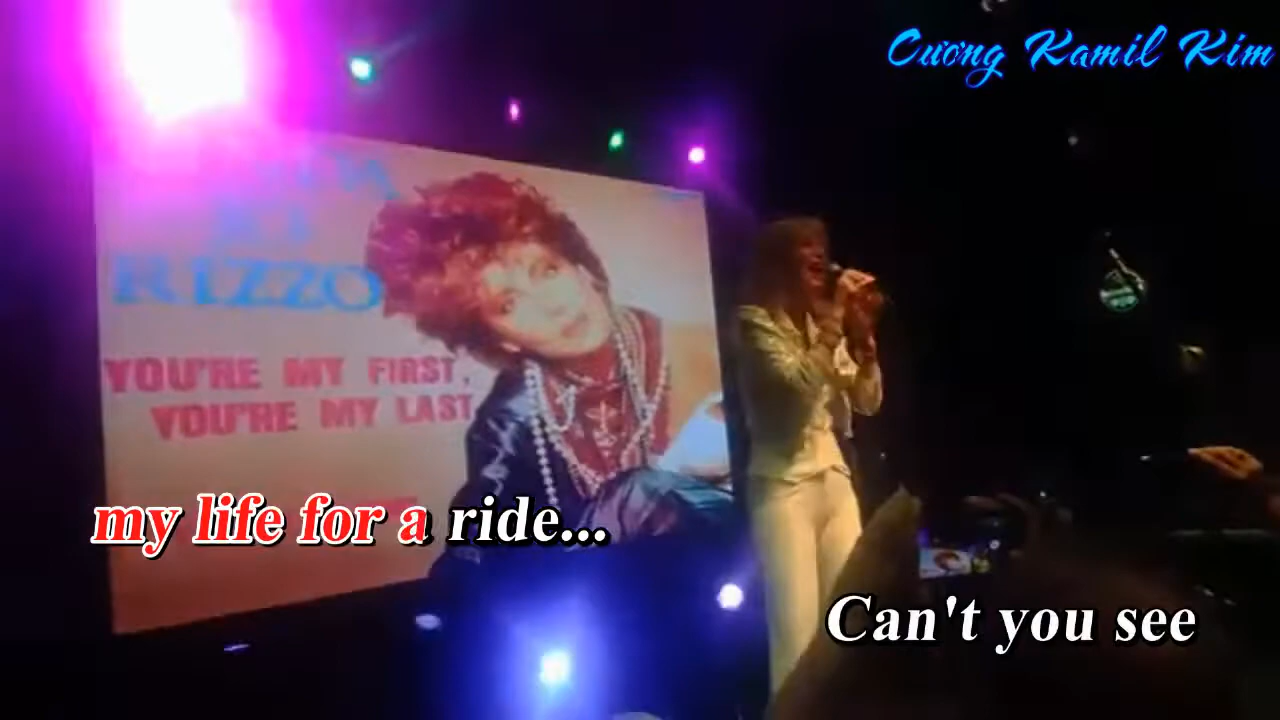 Cương Kamil Kim
RIZZO
YOU'RE MY FIRST,
YOU'RE MY LAST
my life for a ride...
Can't you see